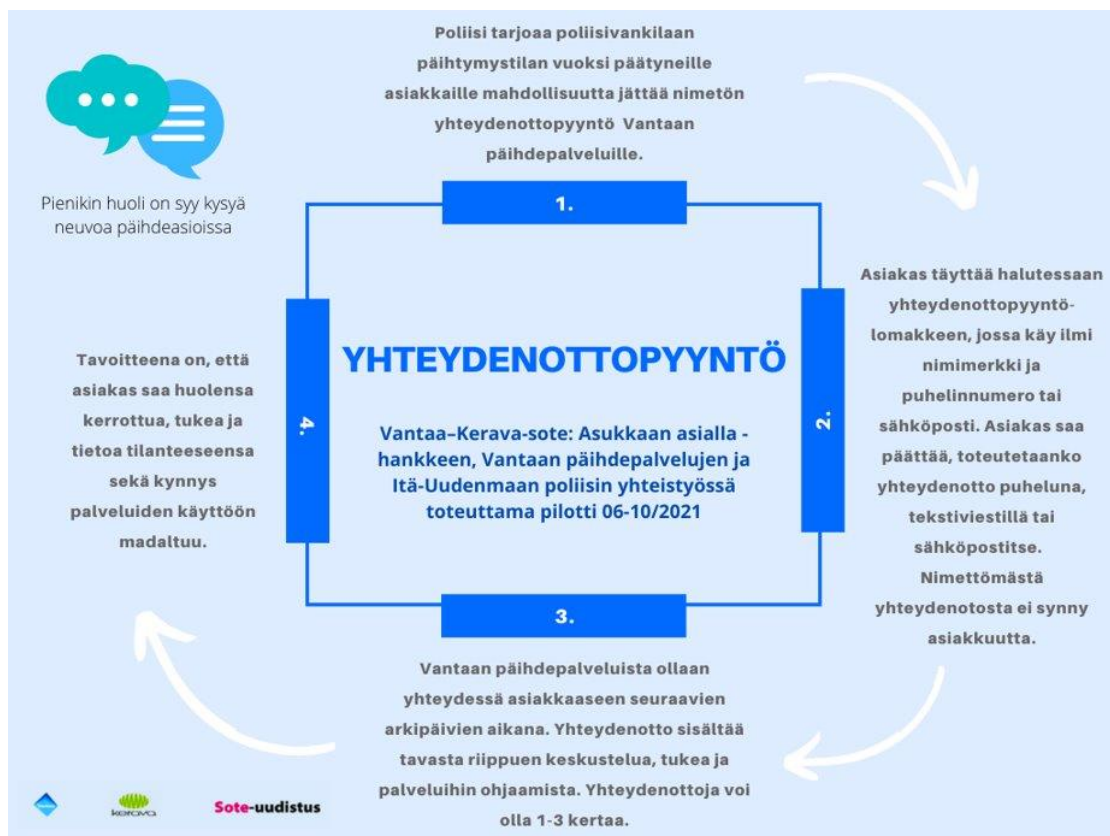 Poliisi tarjoaa poliisivankilaan
päihtymystilan vuoksi päätyneille
asiakkaille mahdollisuutta jättää nimetön
yhteydenottopyyntö Vantaan
päihdepalveluille.
Pienikin huoli on syy kysyä
neuvoa päihdeasioissa
1.
Asiakas täyttää halutessaan
yhteydenottopyyntö-
lomakkeen, jossa käy ilmi
nimimerkki ja
puhelinnumero tai
sähköposti. Asiakas saa
päättää, toteutetaanko
yhteydenotto puheluna,
tekstiviestillä tai
sähköpostitse.
Nimettömästä
yhteydenotosta ei synny
asiakkuutta.
2.
YHTEYDENOTTOPYYNTÖ
Vantaa–Kerava-sote: Asukkaan asialla -
hankkeen, Vantaan päihdepalvelujen ja
Itä-Uudenmaan poliisin yhteistyössä
toteuttama pilotti 06-10/2021
3.
Vantaan päihdepalveluista ollaan
yhteydessä asiakkaaseen seuraavien
arkipäivien aikana. Yhteydenotto sisältää
tavasta riippuen keskustelua, tukea ja
palveluihin ohjaamista. Yhteydenottoja voi
olla 1-3 kertaa.
4.
Tavoitteena on, että
asiakas saa huolensa
kerrottua, tukea ja
tietoa tilanteeseensa
sekä kynnys
palveluiden käyttöön
madaltuu.
kerava
Sote-uudistus